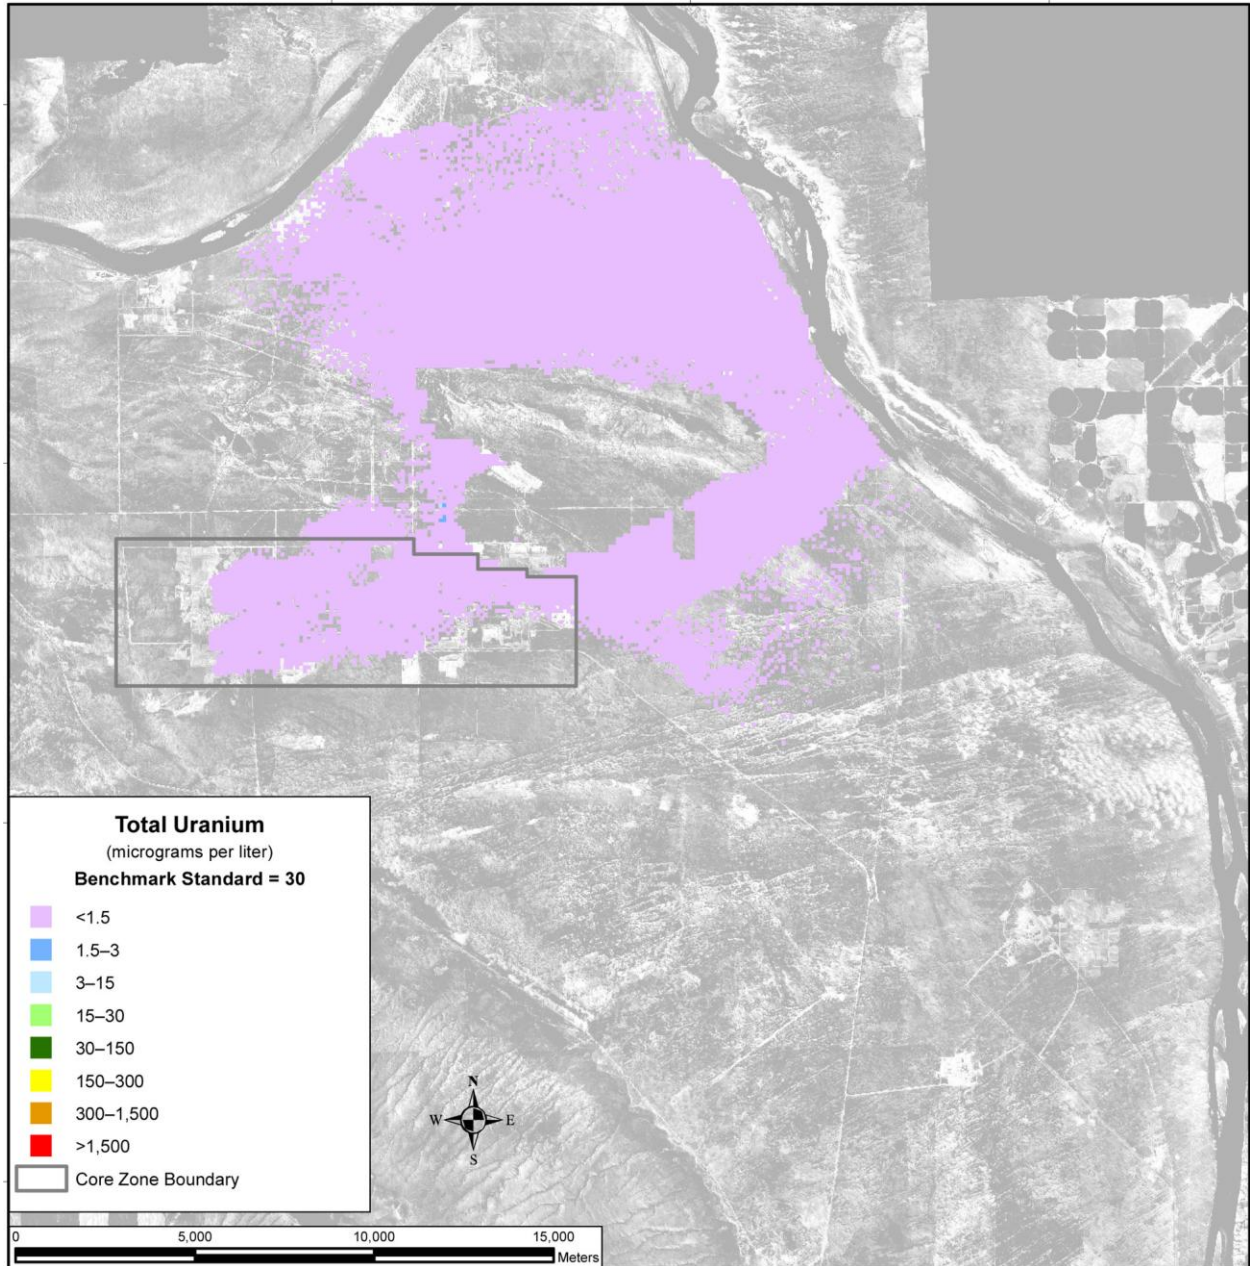 Total Uranium
(micrograms per liter)
Benchmark Standard = 30
<1.5
1.5–3
3–15
15–30
30–150
150–300
300–1,500
>1,500
Core Zone Boundary
N
W E
S
0 5,000 10,000 15,000
Meters